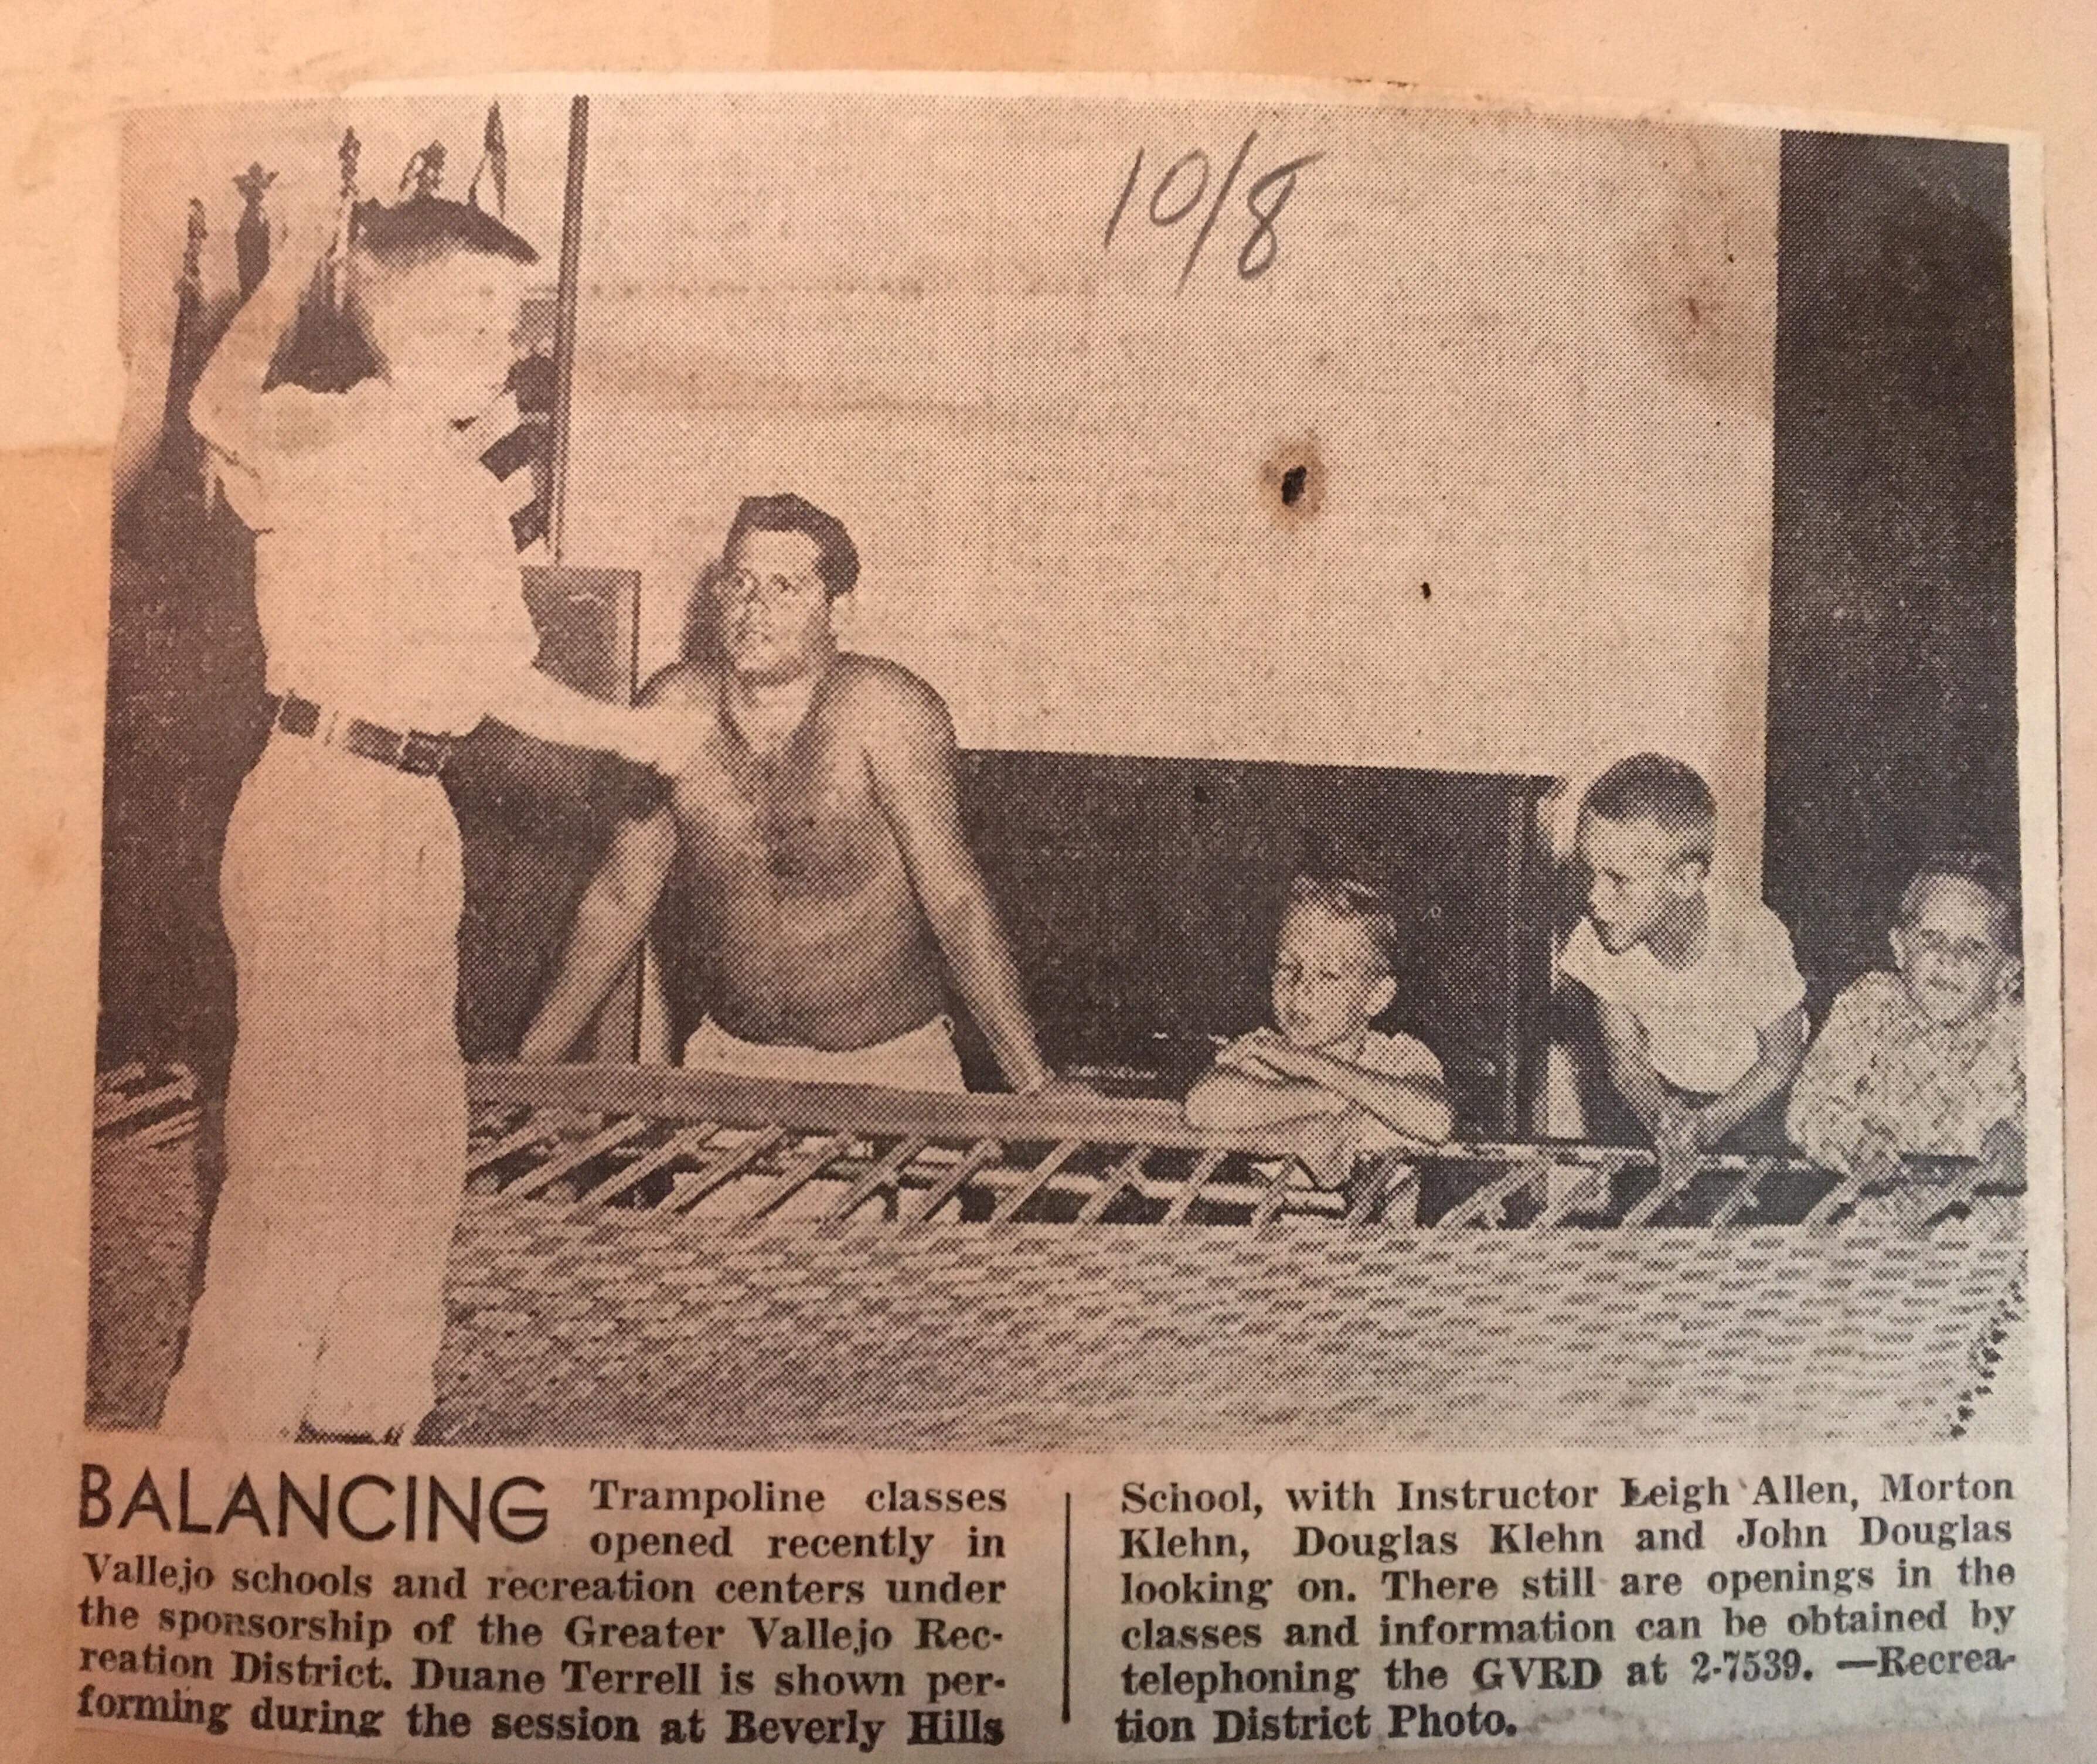 10/8
BALANCING Trampoline classes
opened recently in
Vallejo schools and recreation centers under
the sponsorship of the Greater Vallejo Rec-
reation District. Duane Terrell is shown per-
forming during the session at Beverly Hills
School, with Instructor Leigh Allen, Morton
Klehn, Douglas Klehn and John Douglas
looking on. There still are openings in the
classes and information can be obtained by
telephoning the GVRD at 2-7539. —Recrea-
tion District Photo.